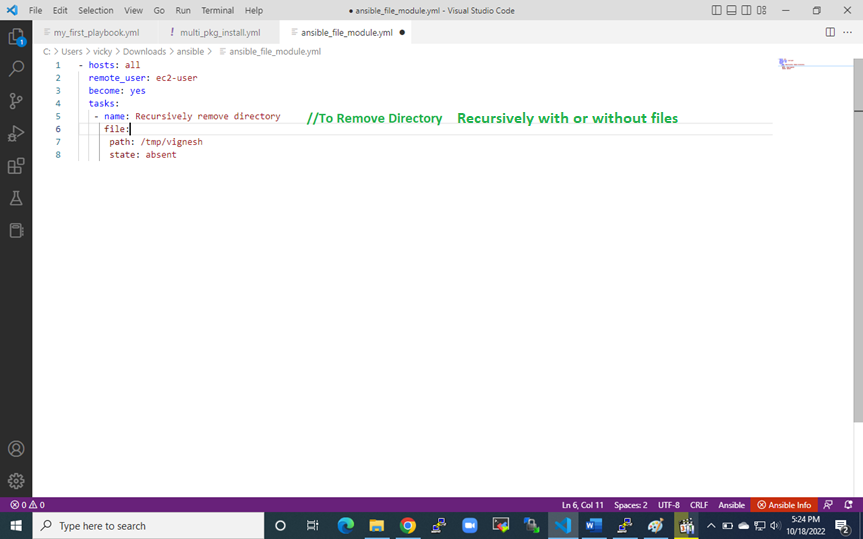 File Edit Selection View Go Run Terminal Help
● ansible_file_module.yml - Visual Studio Code
my_first_playbook.yml
! multi_pkg_install.yml
ansible_file_module.yml ●
C: > Users > vicky > Downloads > ansible > ansible_file_module.yml
1 - hosts: all
2 remote_user: ec2-user
3 become: yes
4 tasks:
5 - name: Recursively remove directory //To Remove Directory Recursively with or without files
6 file:
7 path: /tmp/vignesh
8 state: absent
1
0 0 Ln 6, Col 11 Spaces: 2 UTF-8 CRLF Ansible Ansible Info
Type here to search
5:24 PM
10/18/2022
2